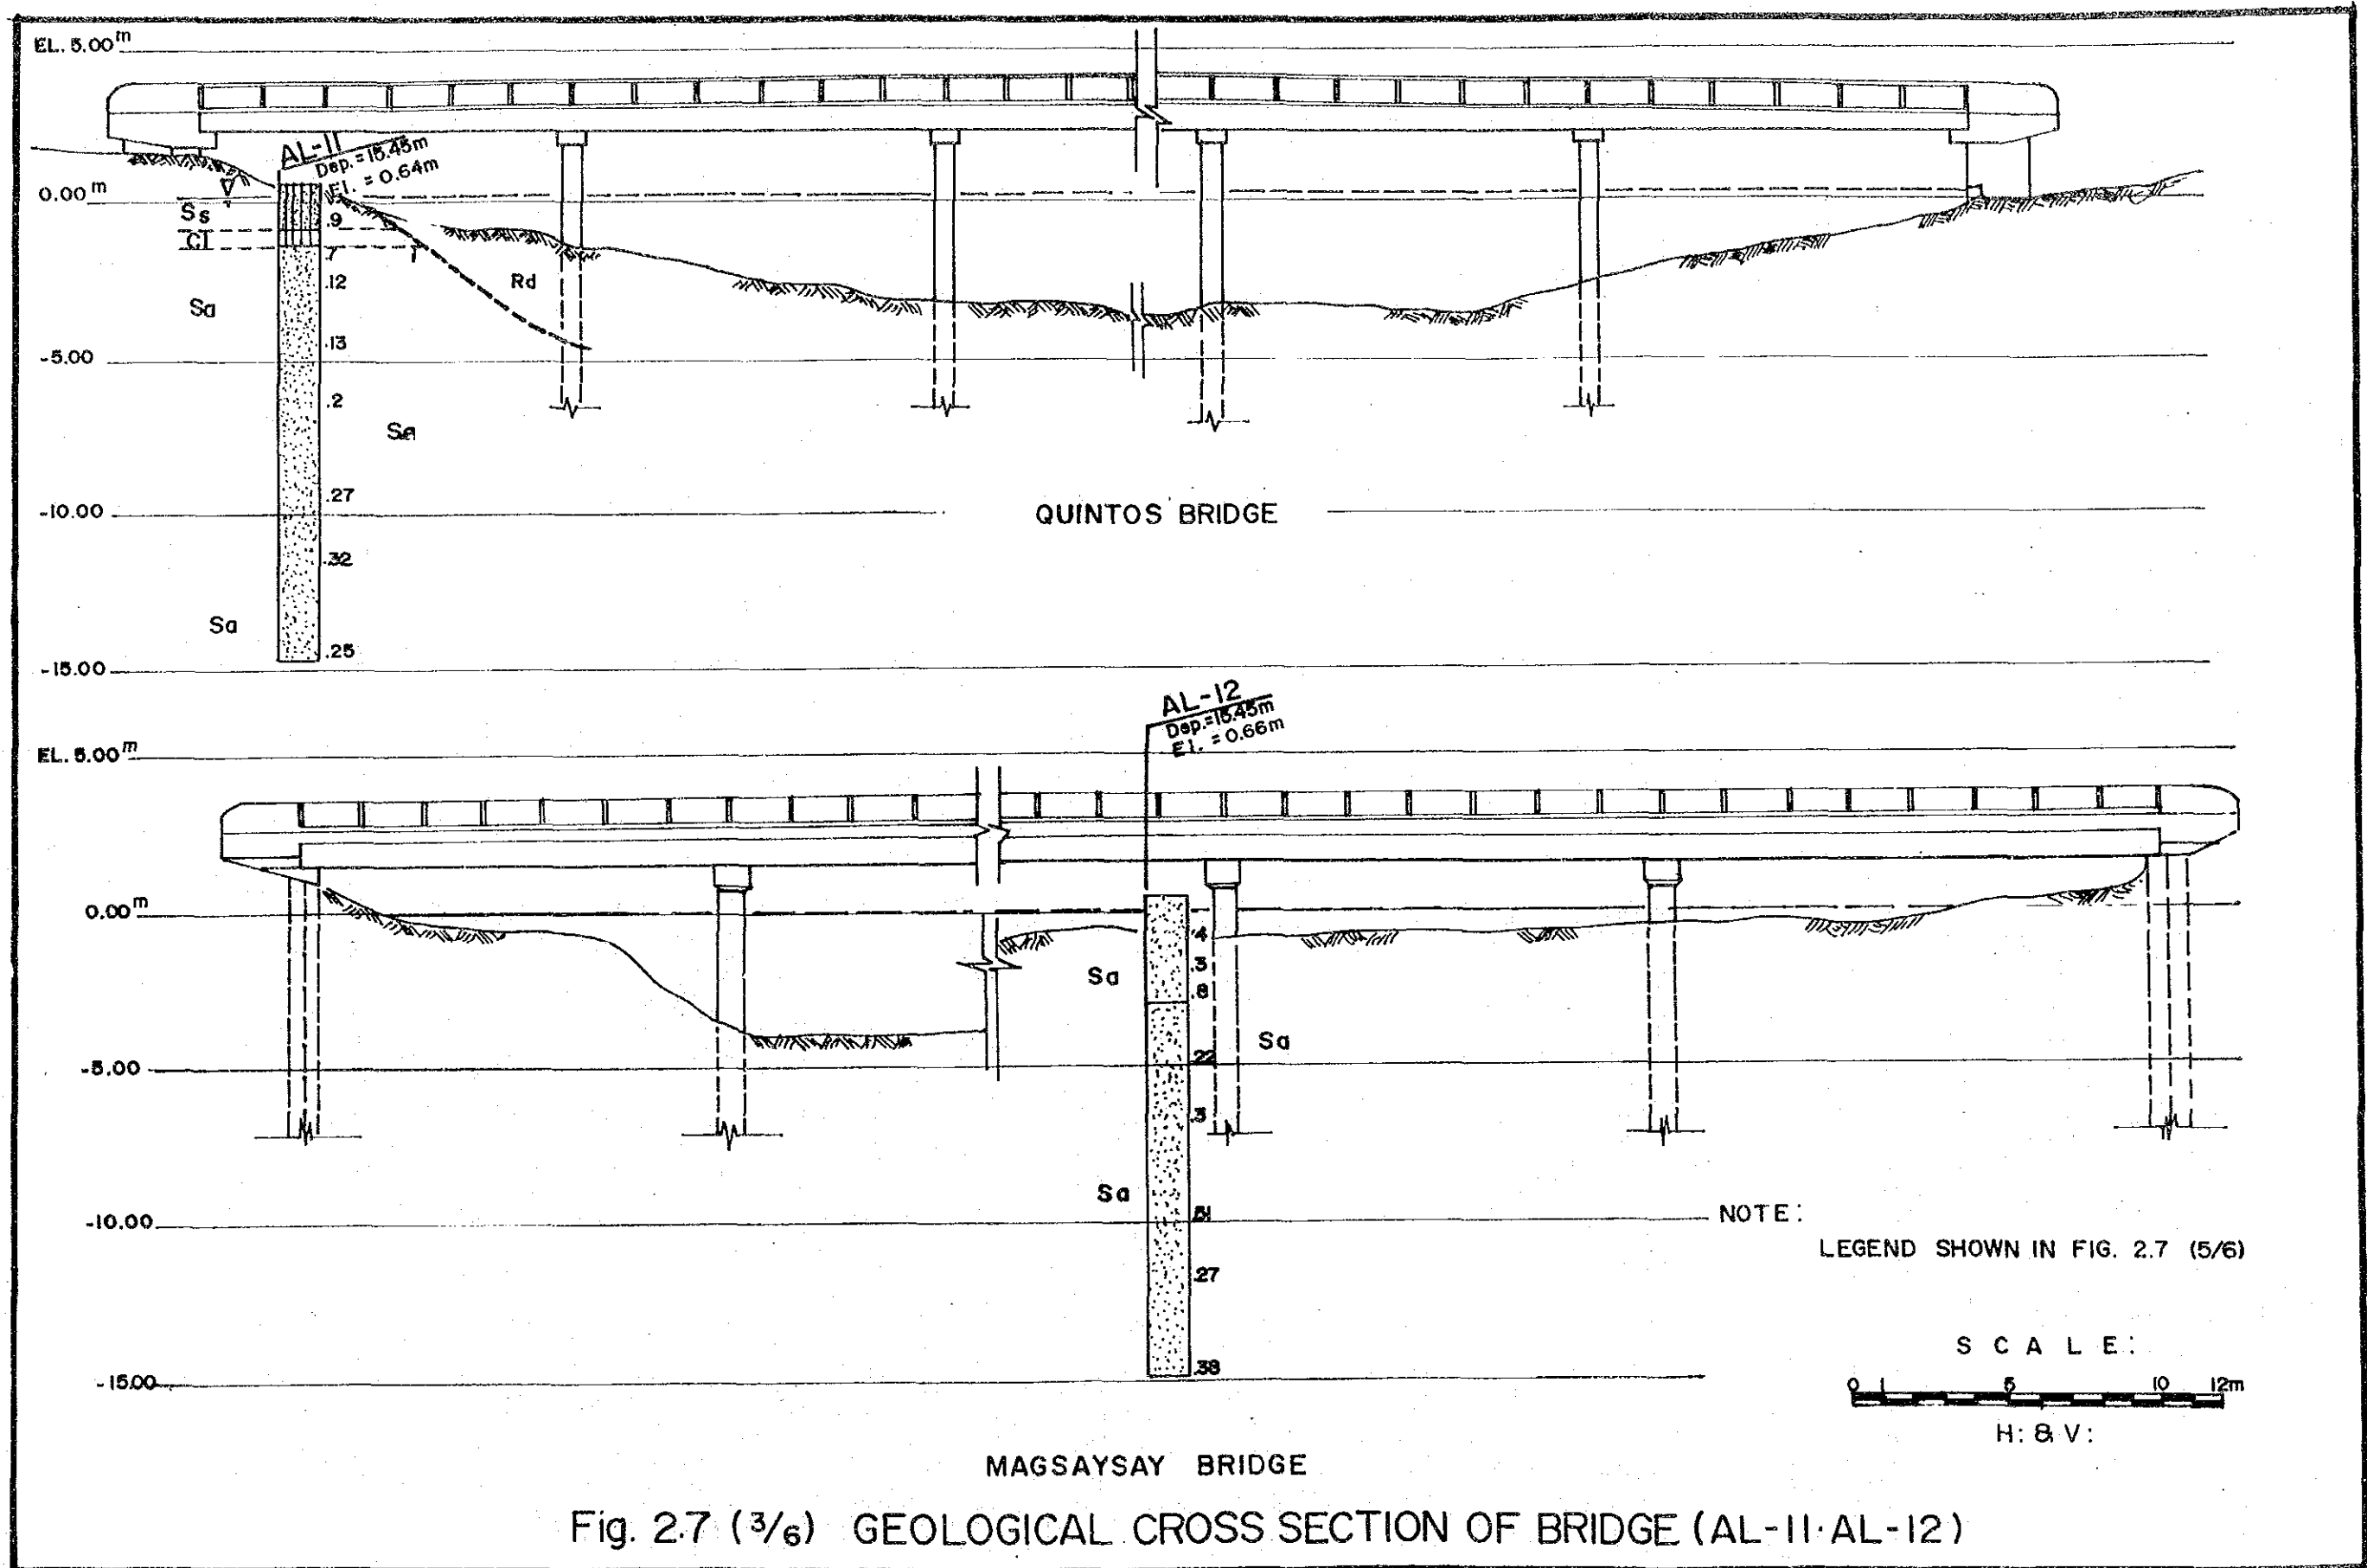 EL. 5.00m
AL-11
Dep. = 15.45m
El. = 0.64m
0.00m
Ss
.9
Cl
.7
.12
Rd
Sa
.13
-5.00
.2
Sa
.27
-10.00
QUINTOS BRIDGE
.32
Sa
.25
-15.00
AL-12
Dep.=15.45m
El. = 0.66m
EL. 5.00m
0.00m
.4
.3
Sa
.8
Sa
.22
-5.00
.3
Sa
.51
-10.00
NOTE:
LEGEND SHOWN IN FIG. 2.7 (5/6)
.27
SCALE:
.38
-15.00
0 1 5 10 12m
H: & V:
MAGSAYSAY BRIDGE
Fig. 2.7 (3/6) GEOLOGICAL CROSS SECTION OF BRIDGE (AL-11·AL-12)